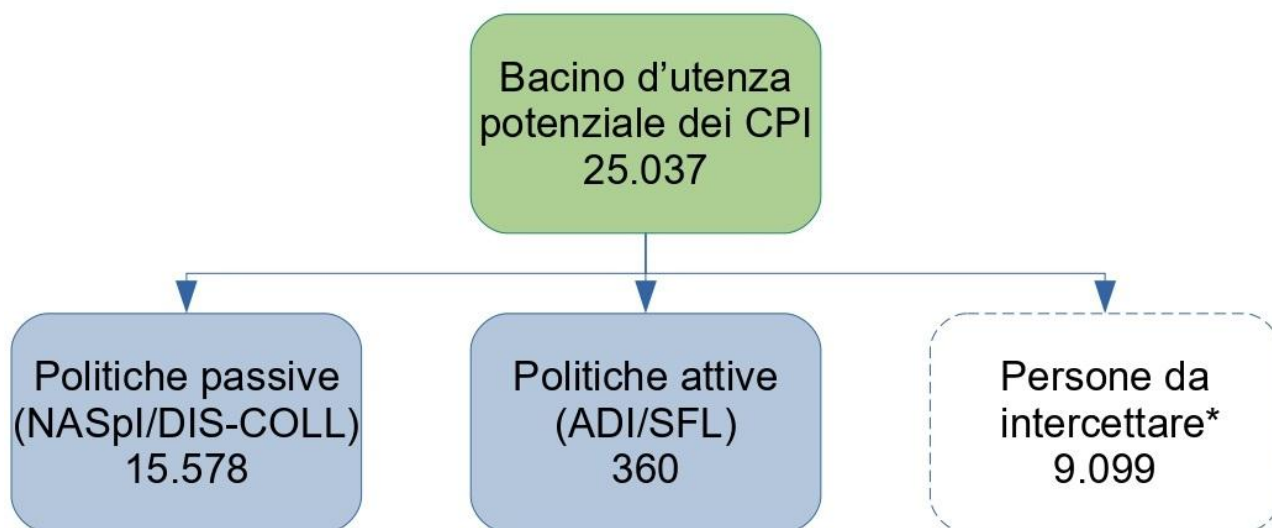 Bacino d’utenza
potenziale dei CPI
25.037
Politiche passive
(NASpI/DIS-COLL)
15.578
Politiche attive
(ADI/SFL)
360
Persone da
intercettare*
9.099